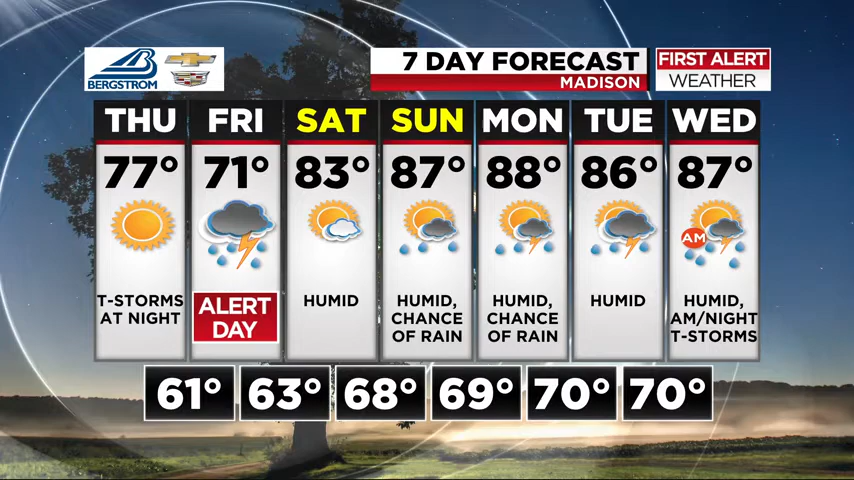 BERGSTROM
7 DAY FORECAST
MADISON
FIRST ALERT
WEATHER
THU FRI SAT SUN MON TUE WED
77° 71° 83° 87° 88° 86° 87°
AM
T-STORMS
AT NIGHT
ALERT
DAY
HUMID
HUMID,
CHANCE
OF RAIN
HUMID,
CHANCE
OF RAIN
HUMID
HUMID,
AM/NIGHT
T-STORMS
61° 63° 68° 69° 70° 70°